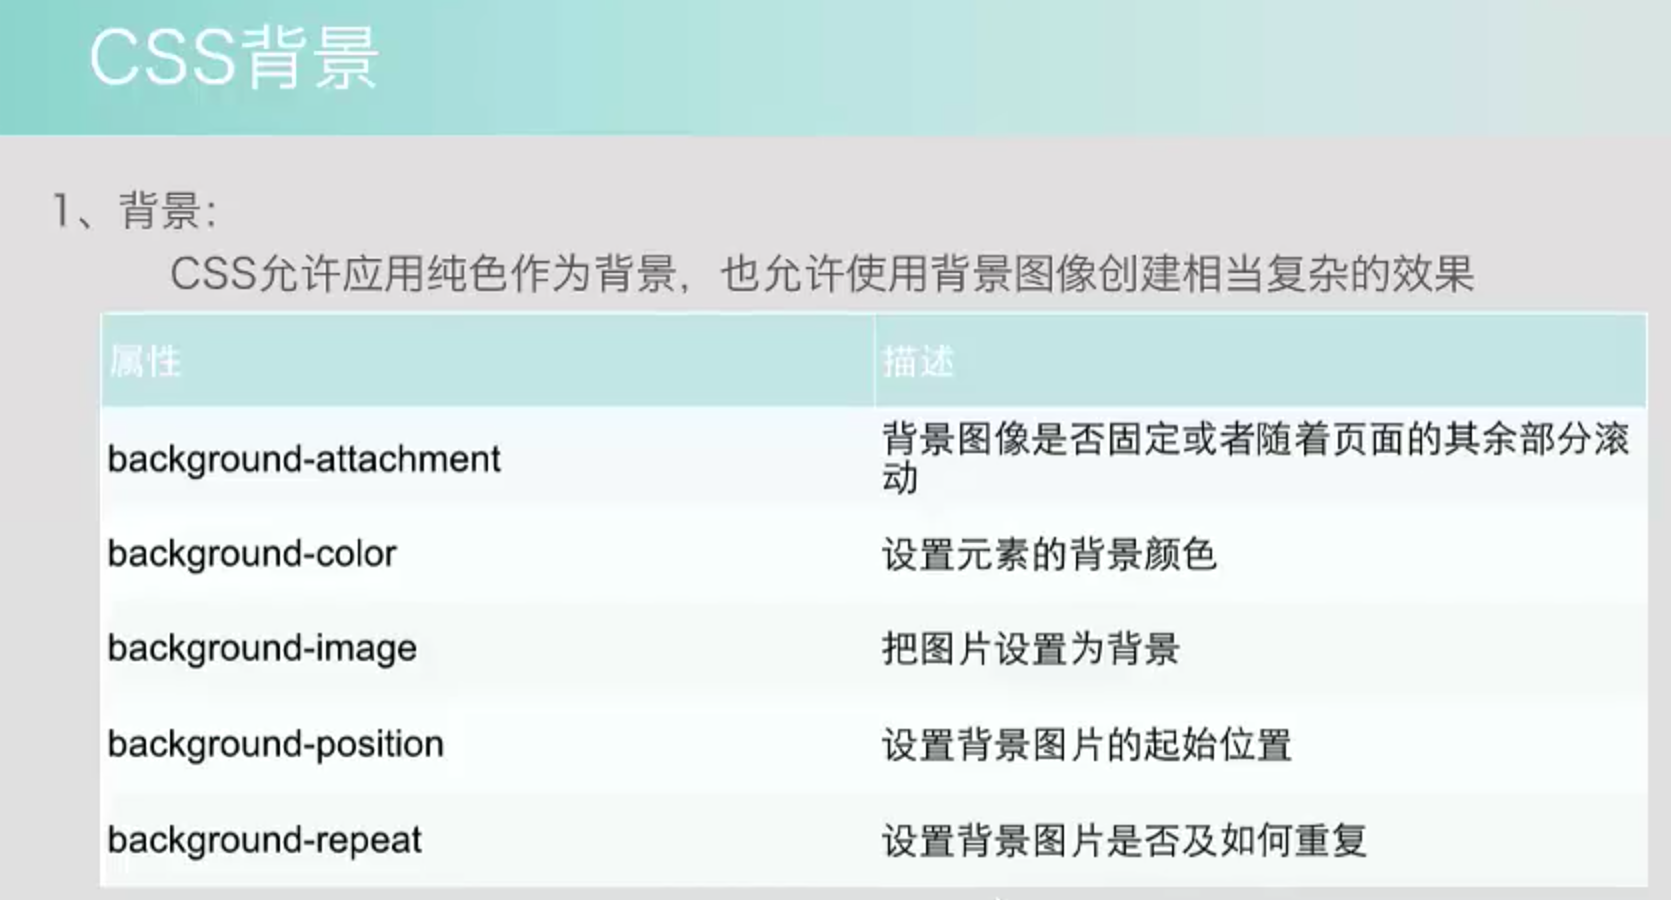 CSS背景
1、背景：
CSS允许应用纯色作为背景，也允许使用背景图像创建相当复杂的效果
属性 描述
background-attachment 背景图像是否固定或者随着页面的其余部分滚
动
background-color 设置元素的背景颜色
background-image 把图片设置为背景
background-position 设置背景图片的起始位置
background-repeat 设置背景图片是否及如何重复